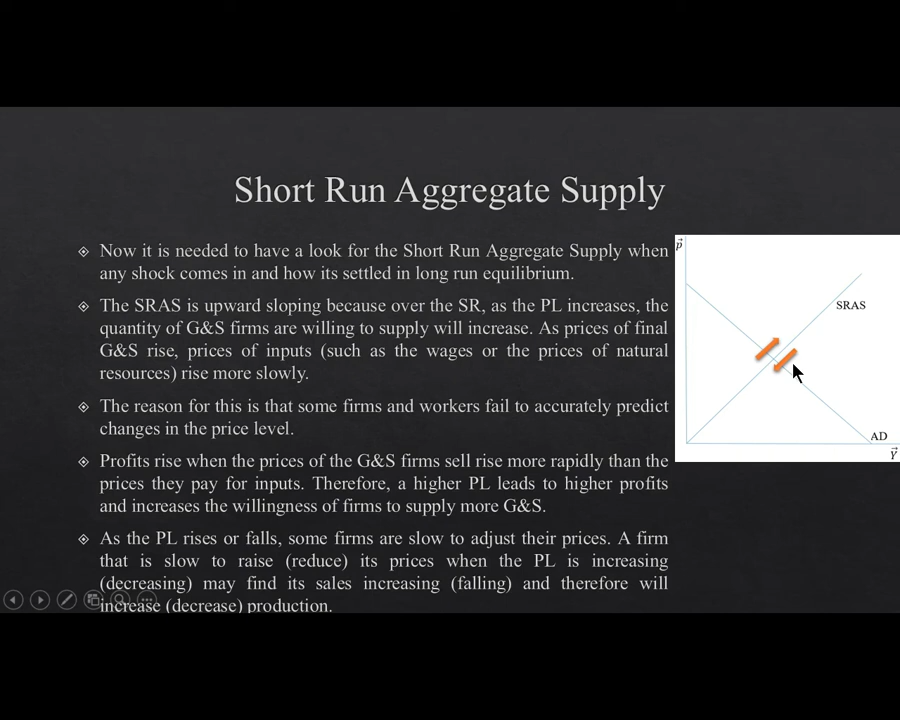 Short Run Aggregate Supply
Now it is needed to have a look for the Short Run Aggregate Supply when
any shock comes in and how its settled in long run equilibrium.
The SRAS is upward sloping because over the SR, as the PL increases, the
quantity of G&S firms are willing to supply will increase. As prices of final
G&S rise, prices of inputs (such as the wages or the prices of natural
resources) rise more slowly.
The reason for this is that some firms and workers fail to accurately predict
changes in the price level.
Profits rise when the prices of the G&S firms sell rise more rapidly than the
prices they pay for inputs. Therefore, a higher PL leads to higher profits
and increases the willingness of firms to supply more G&S.
As the PL rises or falls, some firms are slow to adjust their prices. A firm
that is slow to raise (reduce) its prices when the PL is increasing
(decreasing) may find its sales increasing (falling) and therefore will
increase (decrease) production.
p⃗
SRAS
AD
Y⃗